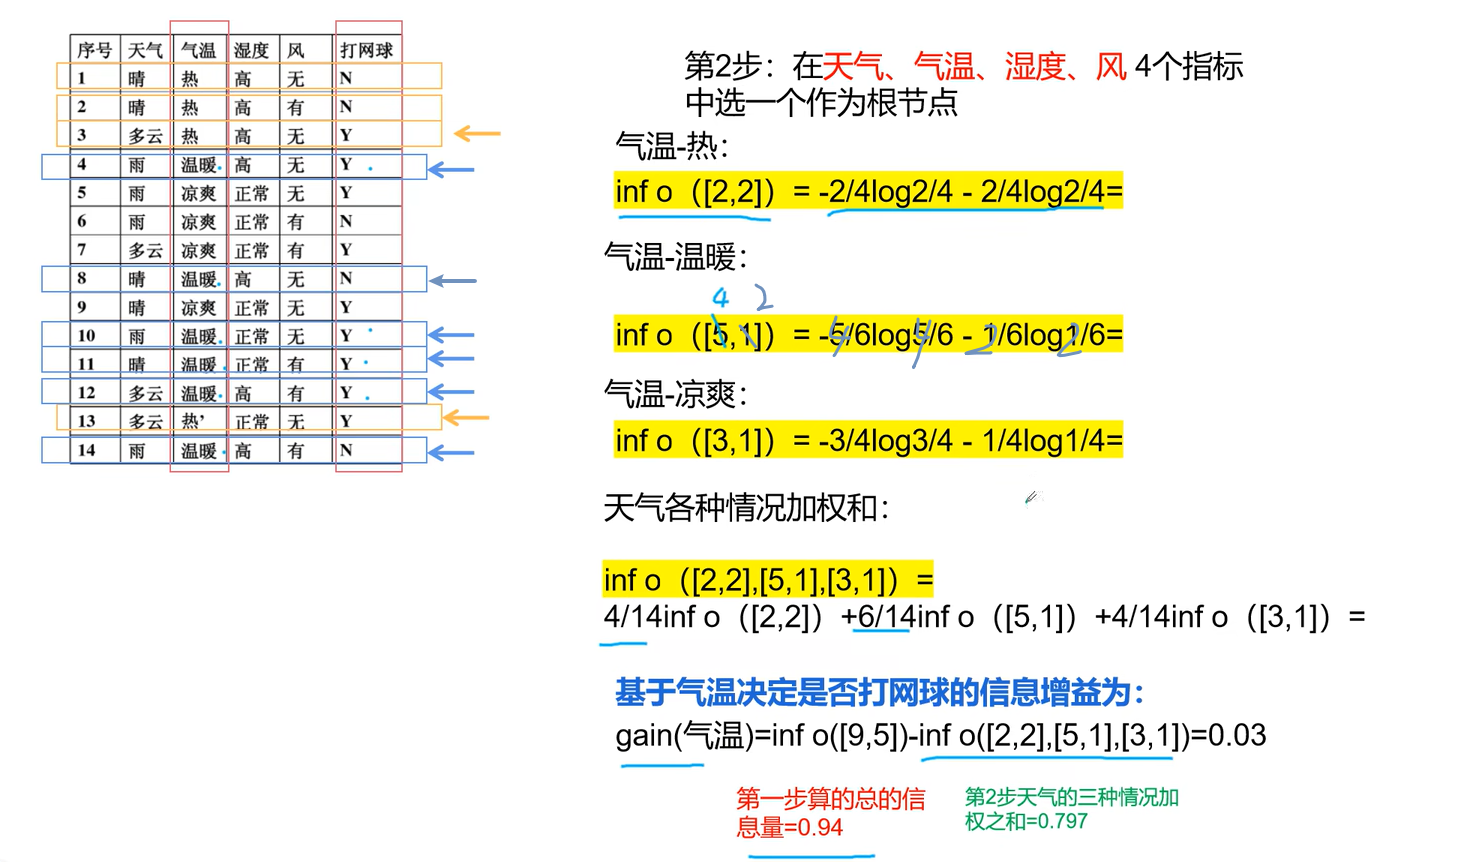 序号 天气 气温 湿度 风 打网球
1 晴 热 高 无 N
2 晴 热 高 有 N
3 多云 热 高 无 Y
4 雨 温暖 高 无 Y
5 雨 凉爽 正常 无 Y
6 雨 凉爽 正常 有 N
7 多云 凉爽 正常 有 Y
8 晴 温暖 高 无 N
9 晴 凉爽 正常 无 Y
10 雨 温暖 正常 无 Y
11 晴 温暖 正常 有 Y
12 多云 温暖 高 有 Y
13 多云 热’ 正常 无 Y
14 雨 温暖 高 有 N
第2步：在天气、气温、湿度、风 4个指标
中选一个作为根节点
气温-热：
info（[2,2]）= -2/4log2/4 - 2/4log2/4=
气温-温暖：
4 2
info（[5,1]）= -5/6log5/6 - 1/6log1/6=
4 4 2 2
气温-凉爽：
info（[3,1]）= -3/4log3/4 - 1/4log1/4=
天气各种情况加权和：
info（[2,2],[5,1],[3,1]）=
4/14info（[2,2]）+6/14info（[5,1]）+4/14info（[3,1]）=
基于气温决定是否打网球的信息增益为：
gain(气温)=info([9,5])-info([2,2],[5,1],[3,1])=0.03
第一步算的总的信
息量=0.94
第2步天气的三种情况加
权之和=0.797